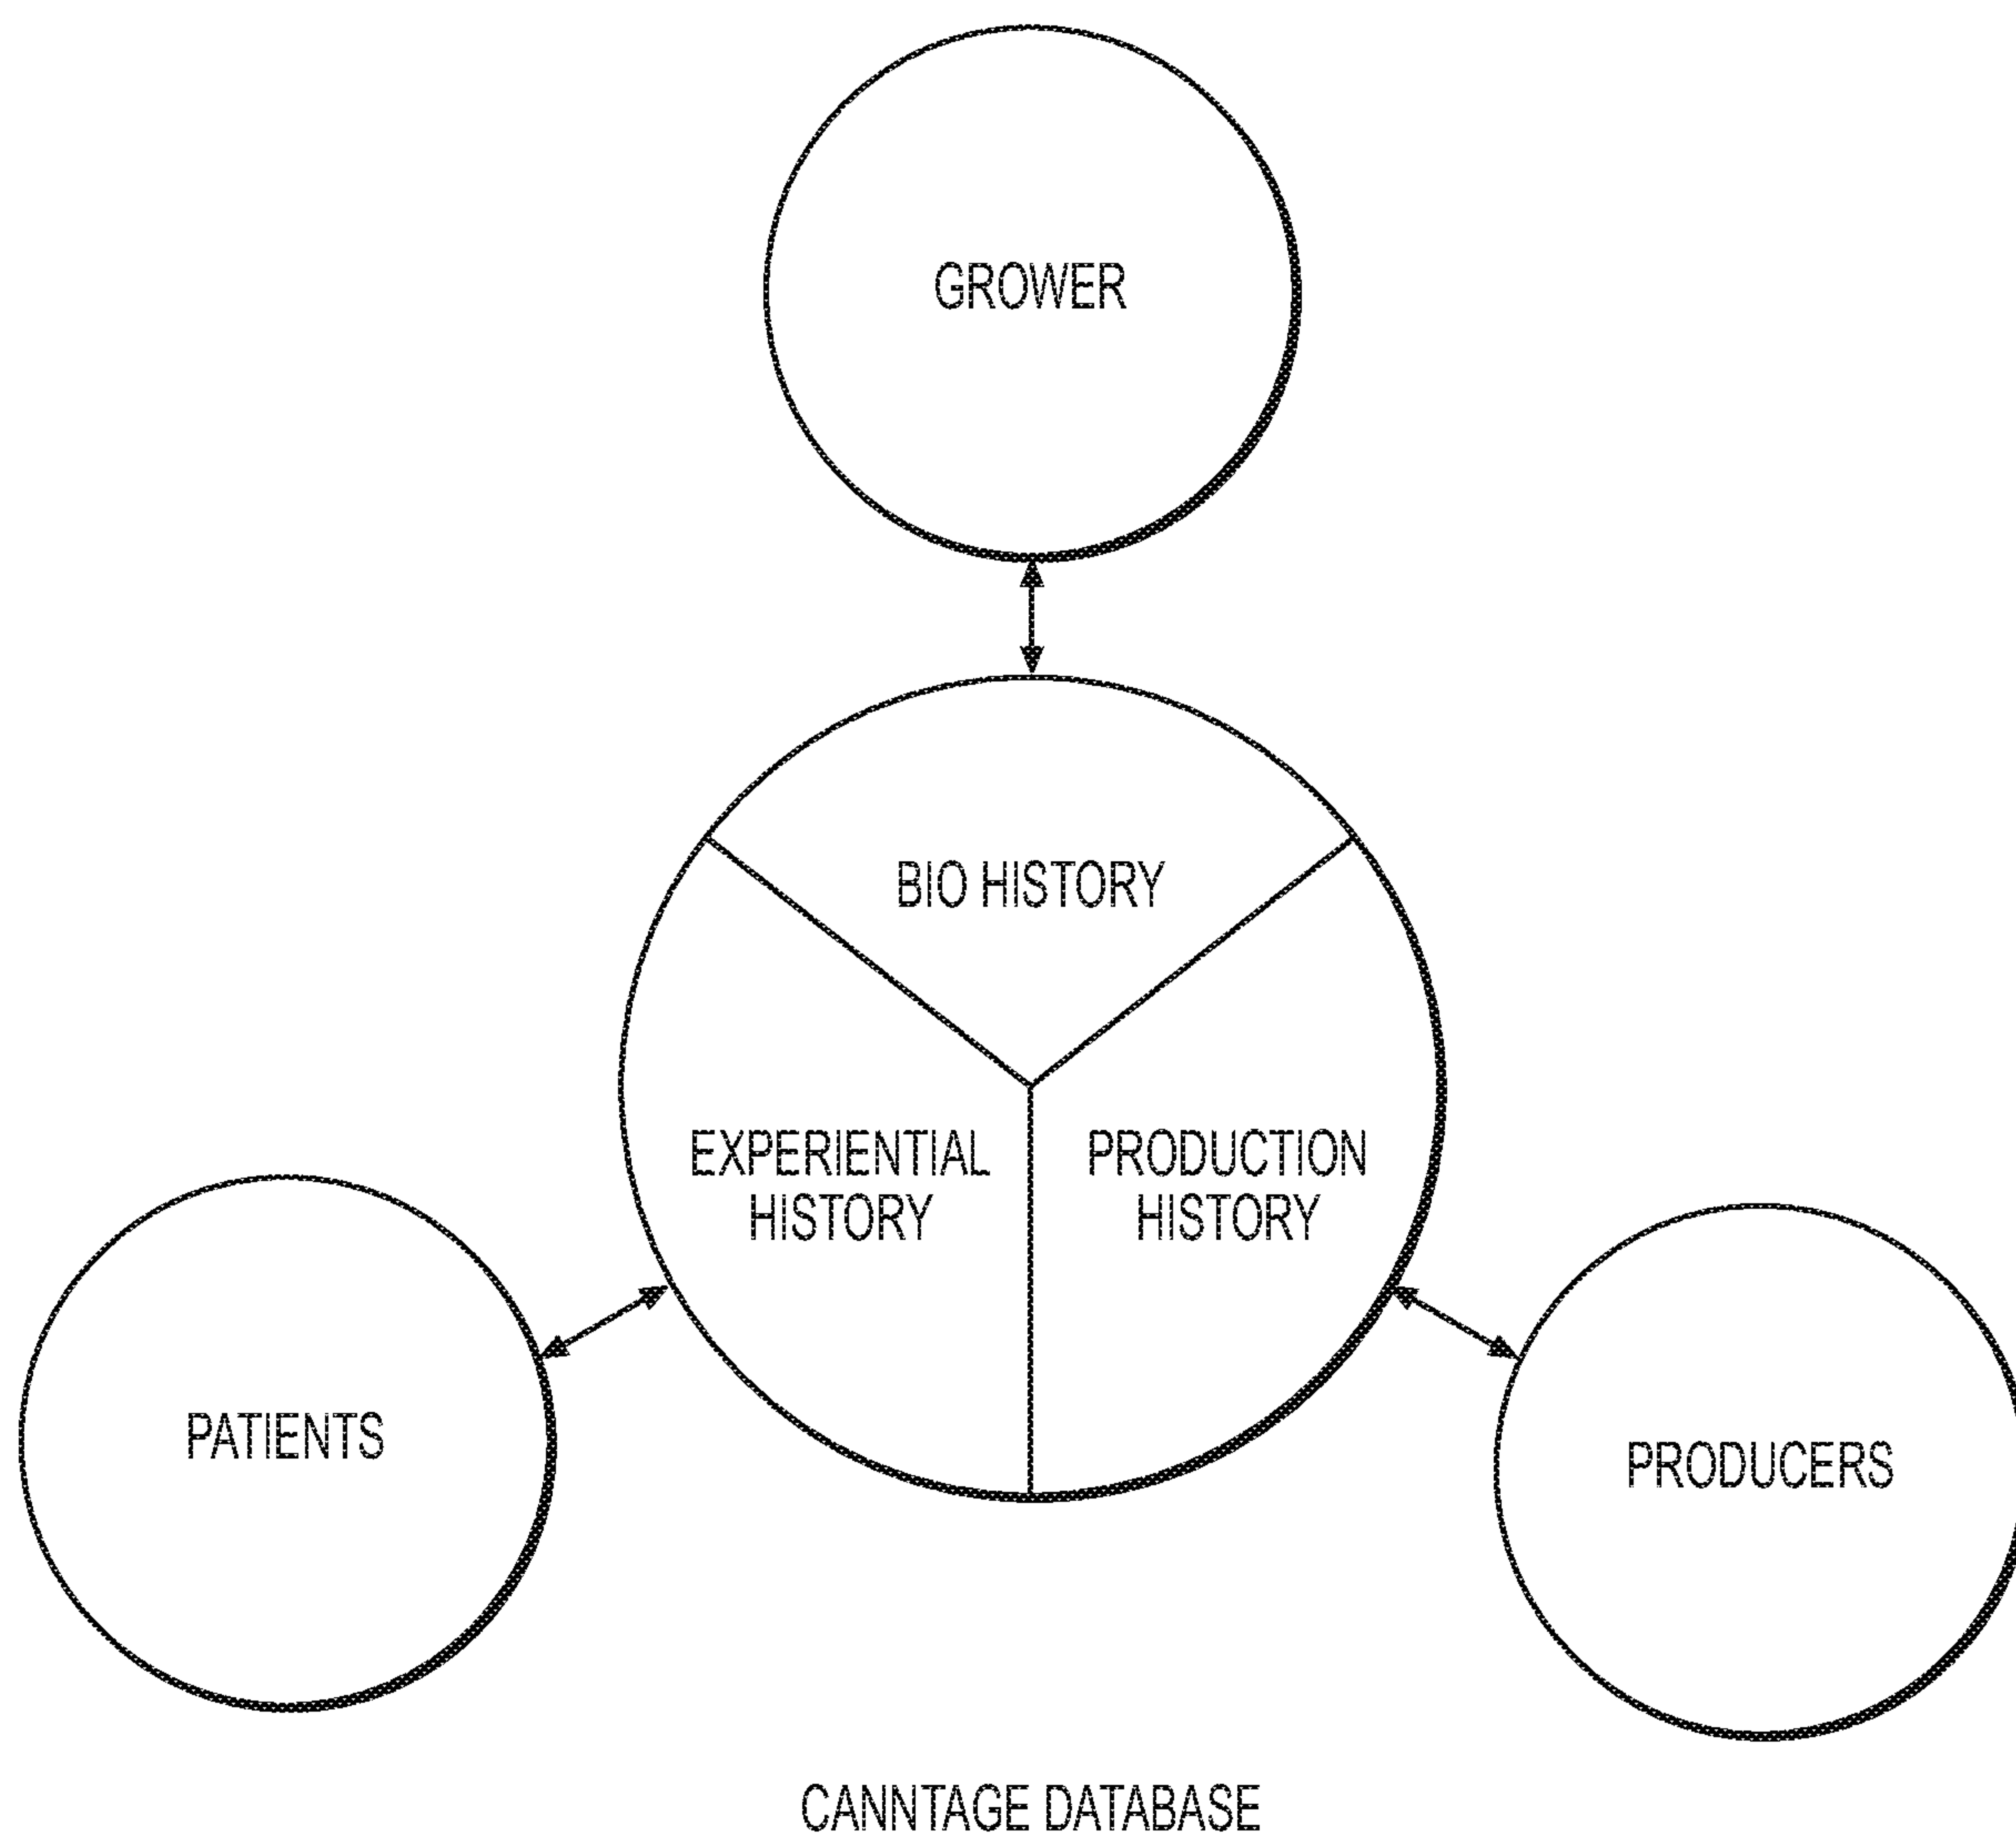 GROWER
BIO HISTORY
EXPERIENTIAL
HISTORY
PRODUCTION
HISTORY
PATIENTS
PRODUCERS
CANNTAGE DATABASE